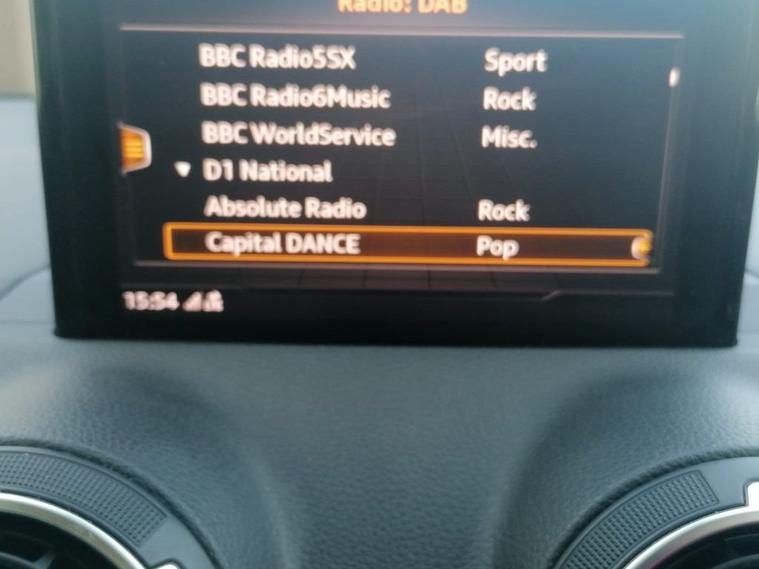 Radio: DAB
BBC Radio5SX Sport
BBC Radio6Music Rock
BBC WorldService Misc.
D1 National
Absolute Radio Rock
Capital DANCE Pop
15:54